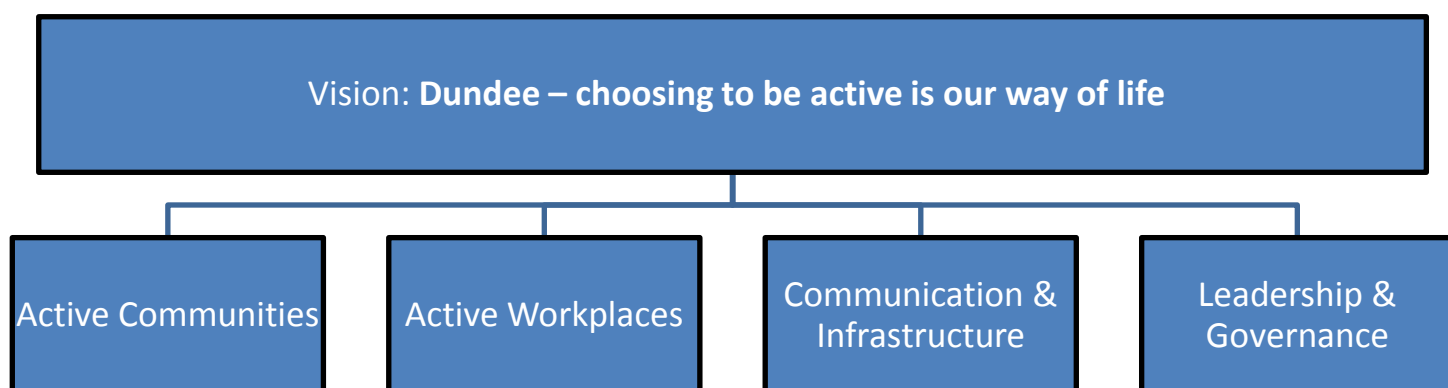 Vision: Dundee – choosing to be active is our way of life
Active Communities
Active Workplaces
Communication &
Infrastructure
Leadership &
Governance